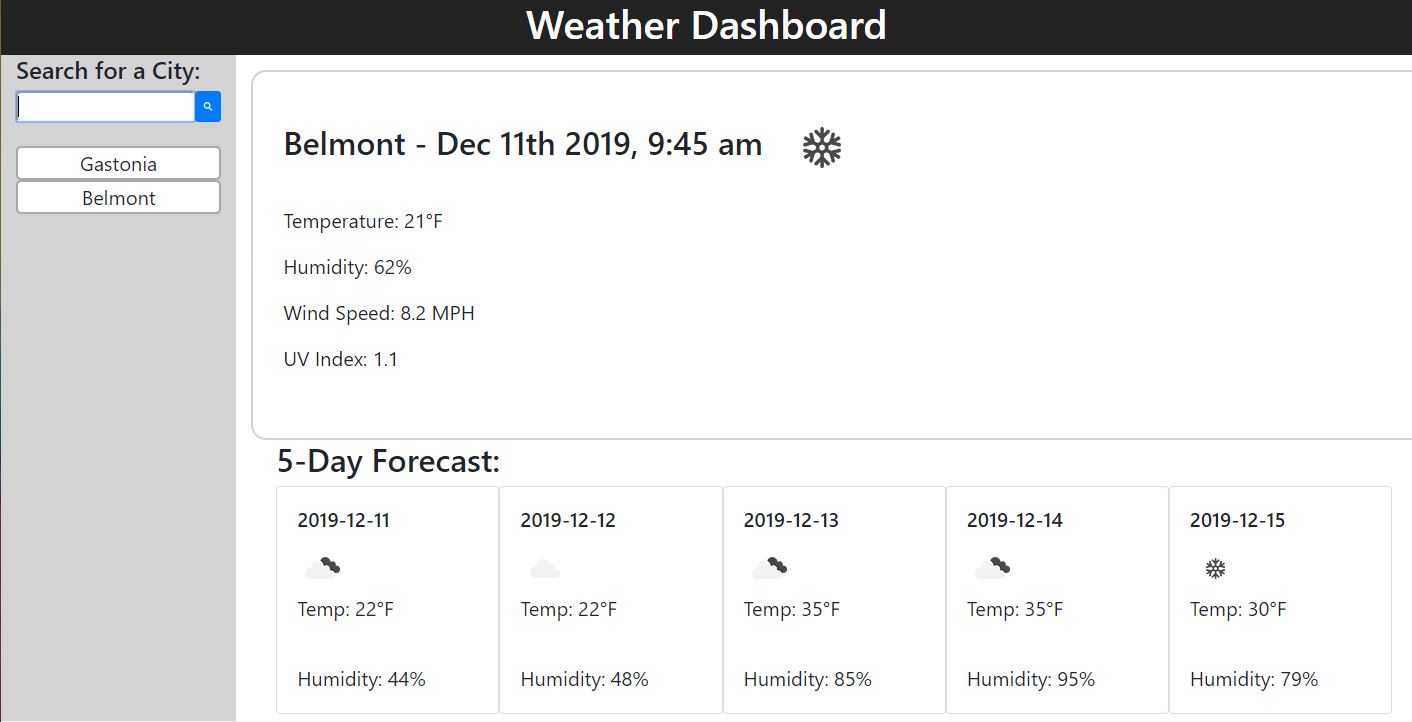 Weather Dashboard
Search for a City:
Gastonia
Belmont
Belmont - Dec 11th 2019, 9:45 am
Temperature: 21°F
Humidity: 62%
Wind Speed: 8.2 MPH
UV Index: 1.1
5-Day Forecast:
2019-12-11
Temp: 22°F
Humidity: 44%
2019-12-12
Temp: 22°F
Humidity: 48%
2019-12-13
Temp: 35°F
Humidity: 85%
2019-12-14
Temp: 35°F
Humidity: 95%
2019-12-15
Temp: 30°F
Humidity: 79%